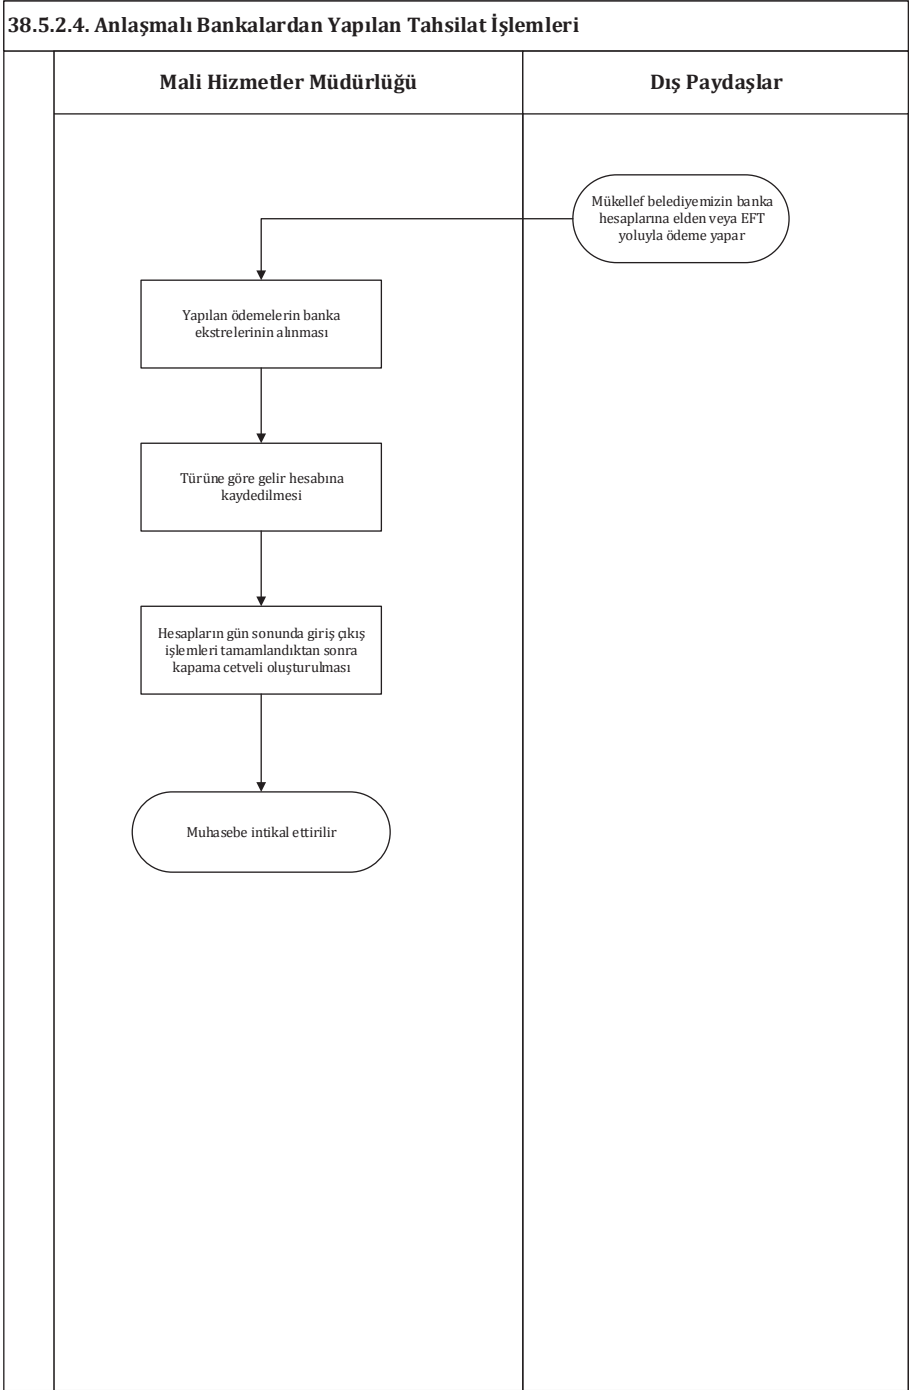 38.5.2.4. Anlaşmalı Bankalardan Yapılan Tahsilat İşlemleri
Mali Hizmetler Müdürlüğü
Dış Paydaşlar
Mükellef belediyemizin banka
hesaplarına elden veya EFT
yoluyla ödeme yapar
Yapılan ödemelerin banka
ekstrelerinin alınması
Türüne göre gelir hesabına
kaydedilmesi
Hesapların gün sonunda giriş çıkış
işlemleri tamamlandıktan sonra
kapama cetveli oluşturulması
Muhasebe intikal ettirilir